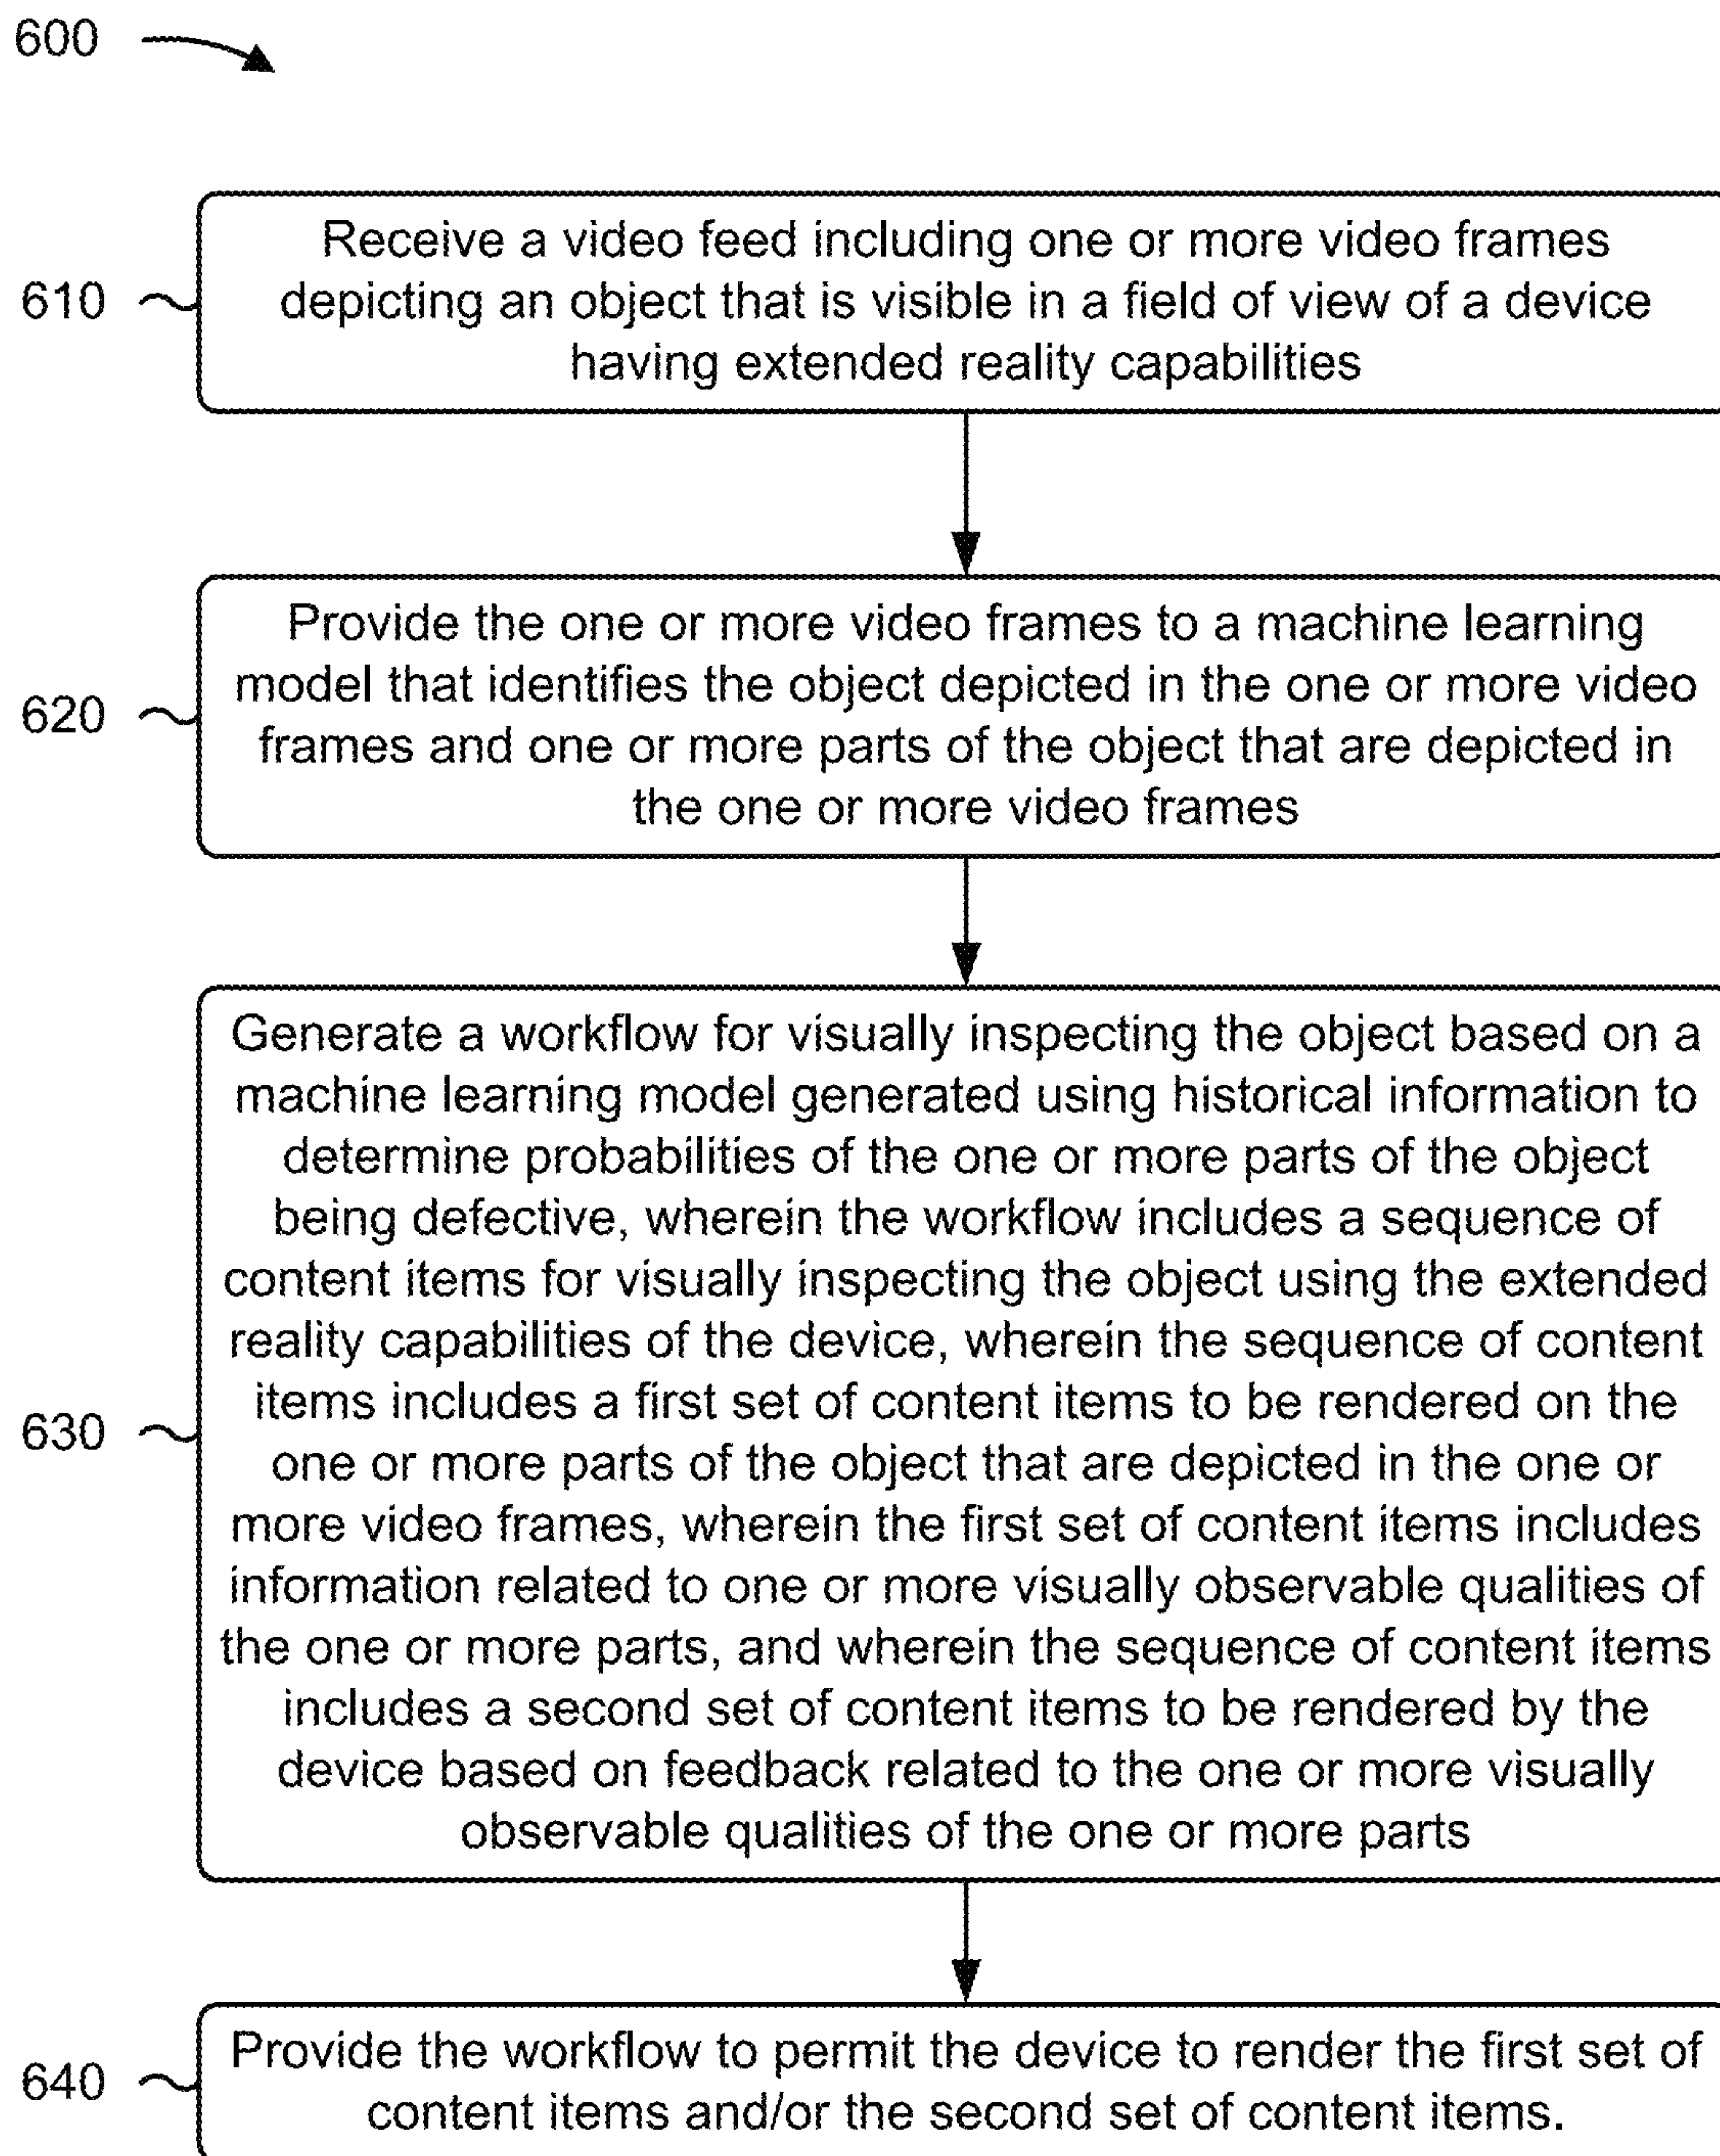 600
610
Receive a video feed including one or more video frames
depicting an object that is visible in a field of view of a device
having extended reality capabilities
620
Provide the one or more video frames to a machine learning
model that identifies the object depicted in the one or more video
frames and one or more parts of the object that are depicted in
the one or more video frames
630
Generate a workflow for visually inspecting the object based on a
machine learning model generated using historical information to
determine probabilities of the one or more parts of the object
being defective, wherein the workflow includes a sequence of
content items for visually inspecting the object using the extended
reality capabilities of the device, wherein the sequence of content
items includes a first set of content items to be rendered on the
one or more parts of the object that are depicted in the one or
more video frames, wherein the first set of content items includes
information related to one or more visually observable qualities of
the one or more parts, and wherein the sequence of content items
includes a second set of content items to be rendered by the
device based on feedback related to the one or more visually
observable qualities of the one or more parts
640
Provide the workflow to permit the device to render the first set of
content items and/or the second set of content items.